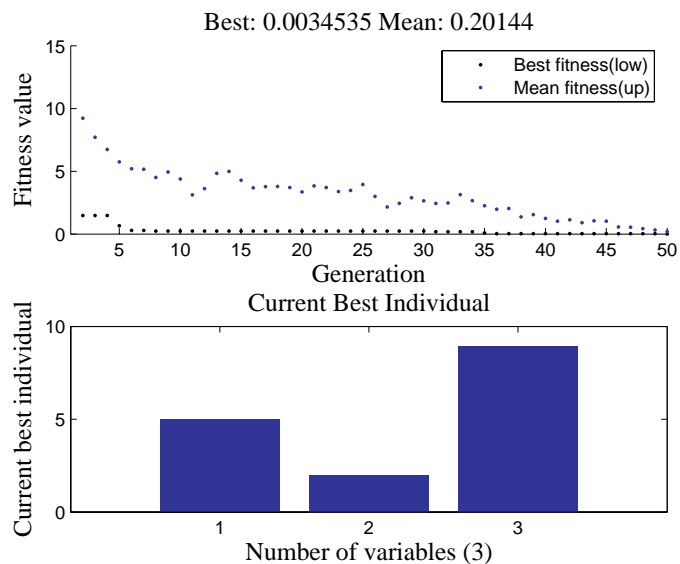 Best: 0.0034535 Mean: 0.20144
Best fitness(low)
Mean fitness(up)
Fitness value
15
10
5
0
5 10 15 20 25 30 35 40 45 50
Generation
Current Best Individual
Current best individual
10
5
0
1 2 3
Number of variables (3)